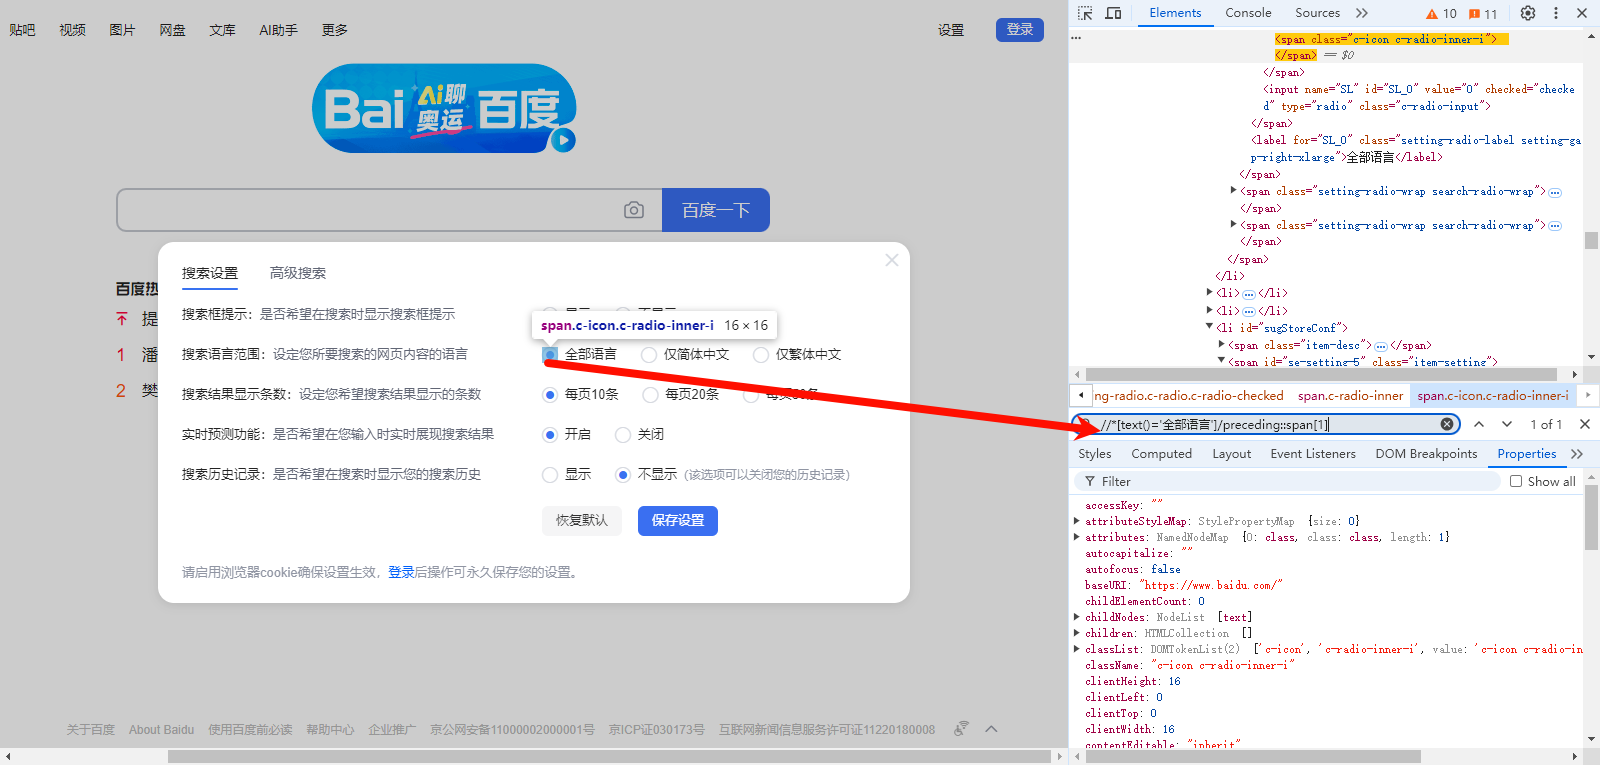 贴吧 视频 图片 网盘 文库 AI助手 更多 设置 登录
Bai Ai聊奥运 百度
百度一下
百度热
提
1 潘
2 樊
搜索设置 高级搜索
搜索框提示：是否希望在搜索时显示搜索框提示
span.c-icon.c-radio-inner-i 16 × 16
搜索语言范围：设定您所要搜索的网页内容的语言 全部语言 仅简体中文 仅繁体中文
搜索结果显示条数：设定您希望搜索结果显示的条数 每页10条 每页20条
实时预测功能：是否希望在您输入时实时展现搜索结果 开启 关闭
搜索历史记录：是否希望在搜索时显示您的搜索历史 显示 不显示 (该选项可以关闭您的历史记录)
恢复默认 保存设置
请启用浏览器cookie确保设置生效，登录后操作可永久保存您的设置。
关于百度 About Baidu 使用百度前必读 帮助中心 企业推广 京公网安备11000002000001号 京ICP证030173号 互联网新闻信息服务许可证11220180008
Elements Console Sources 10 11
<span class="c-icon c-radio-inner-i">
</span> == $0
</span>
<input name="SL" id="SL_0" value="0" checked="checke
d" type="radio" class="c-radio-input">
</span>
<label for="SL_0" class="setting-radio-label setting-ga
p-right-xlarge">全部语言</label>
</span>
<span class="setting-radio-wrap search-radio-wrap">
</span>
<span class="setting-radio-wrap search-radio-wrap">
</span>
</span>
</li>
<li> </li>
<li> </li>
<li id="sugStoreConf">
<span class="item-desc"> </span>
<span id="se-setting-5" class="item-setting">
ng-radio.c-radio.c-radio-checked span.c-radio-inner span.c-icon.c-radio-inner-i
//*[text()='全部语言']/preceding::span[1] 1 of 1
Styles Computed Layout Event Listeners DOM Breakpoints Properties
Filter Show all
accessKey: ""
attributeStyleMap: StylePropertyMap {size: 0}
attributes: NamedNodeMap {0: class, class: class, length: 1}
autocapitalize: ""
autofocus: false
baseURI: "https://www.baidu.com/"
childElementCount: 0
childNodes: NodeList [text]
children: HTMLCollection []
classList: DOMTokenList(2) ['c-icon', 'c-radio-inner-i', value: 'c-icon c-radio-in
className: "c-icon c-radio-inner-i"
clientHeight: 16
clientLeft: 0
clientTop: 0
clientWidth: 16
contentEditable: "inherit"